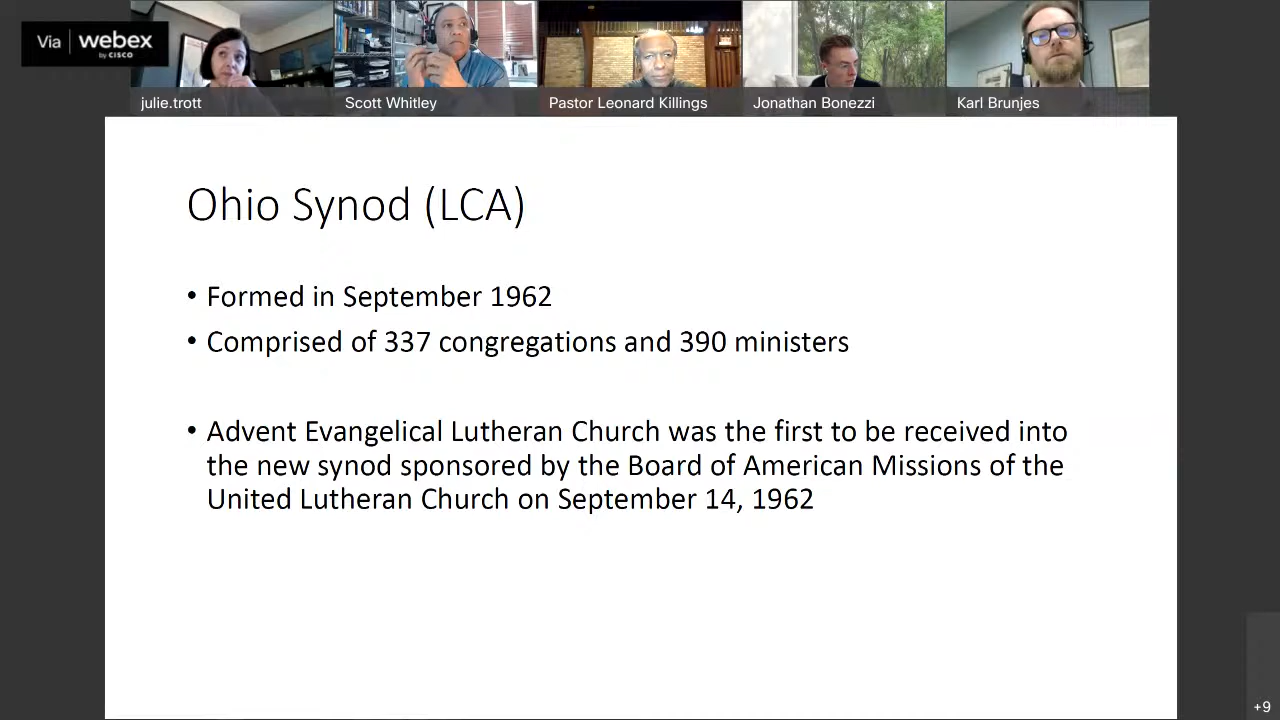 Via webex
by CISCO
julie.trott
Scott Whitley
Pastor Leonard Killings
Jonathan Bonezzi
Karl Brunjes
Ohio Synod (LCA)
• Formed in September 1962
• Comprised of 337 congregations and 390 ministers
• Advent Evangelical Lutheran Church was the first to be received into
the new synod sponsored by the Board of American Missions of the
United Lutheran Church on September 14, 1962
+9